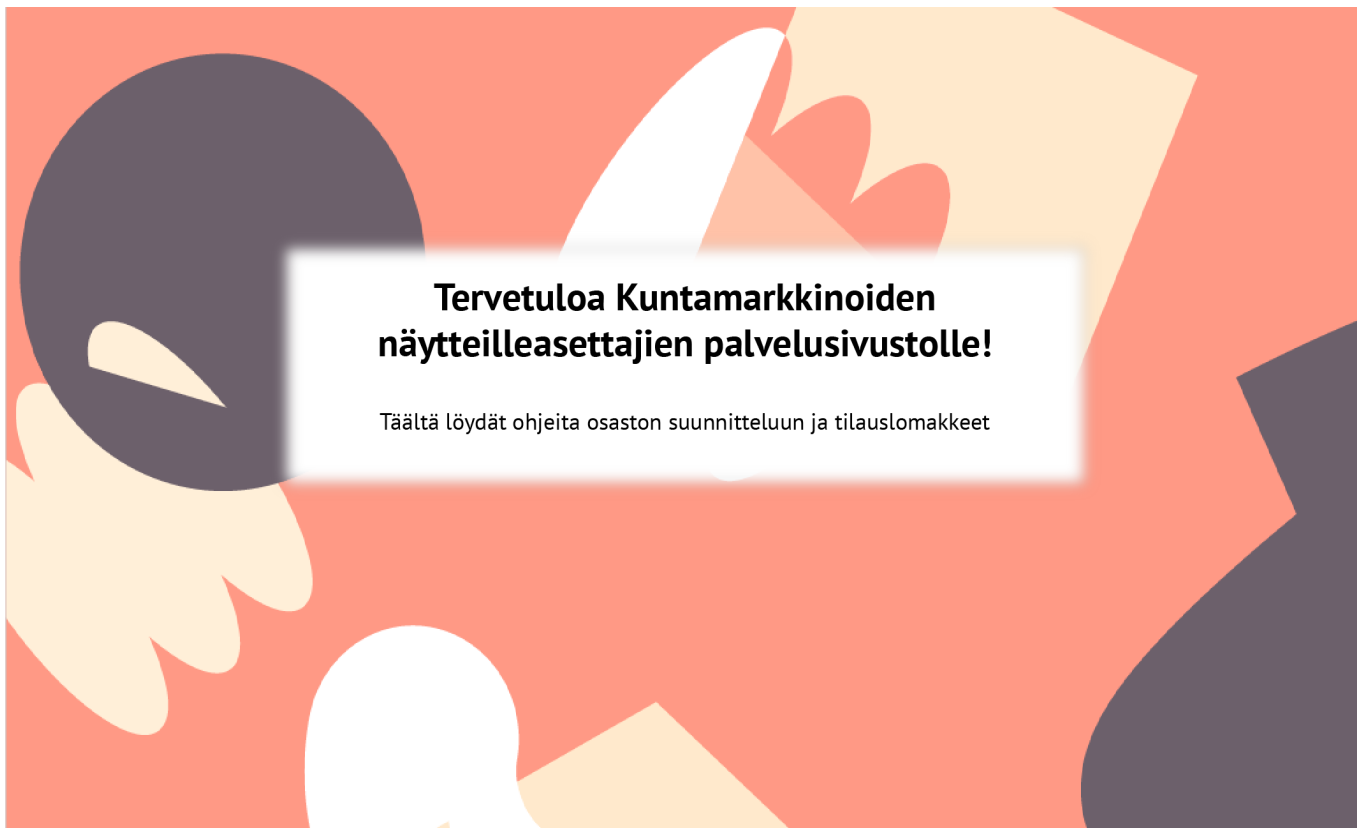 Tervetuloa Kuntamarkkinoiden
näytteilleasettajien palvelusivustolle!
Täältä löydät ohjeita osaston suunnitteluun ja tilauslomakkeet